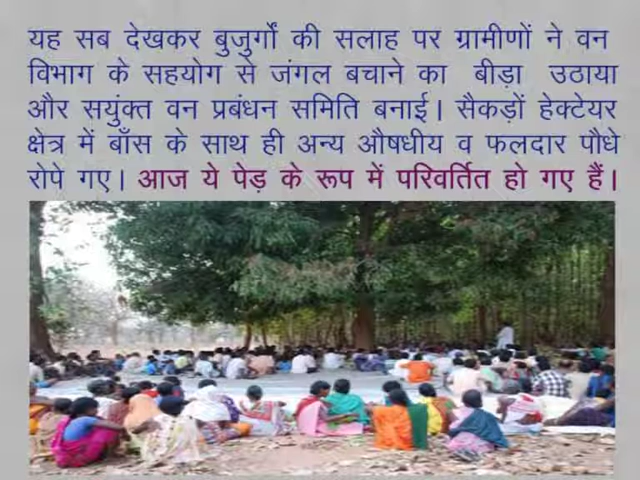 यह सब देखकर बुजुर्गों की सलाह पर ग्रामीणों ने वन
विभाग के सहयोग से जंगल बचाने का बीड़ा उठाया
और सयुंक्त वन प्रबंधन समिति बनाई। सैकड़ों हेक्टेयर
क्षेत्र में बाँस के साथ ही अन्य औषधीय व फलदार पौधे
रोपे गए। आज ये पेड़ के रूप में परिवर्तित हो गए हैं।